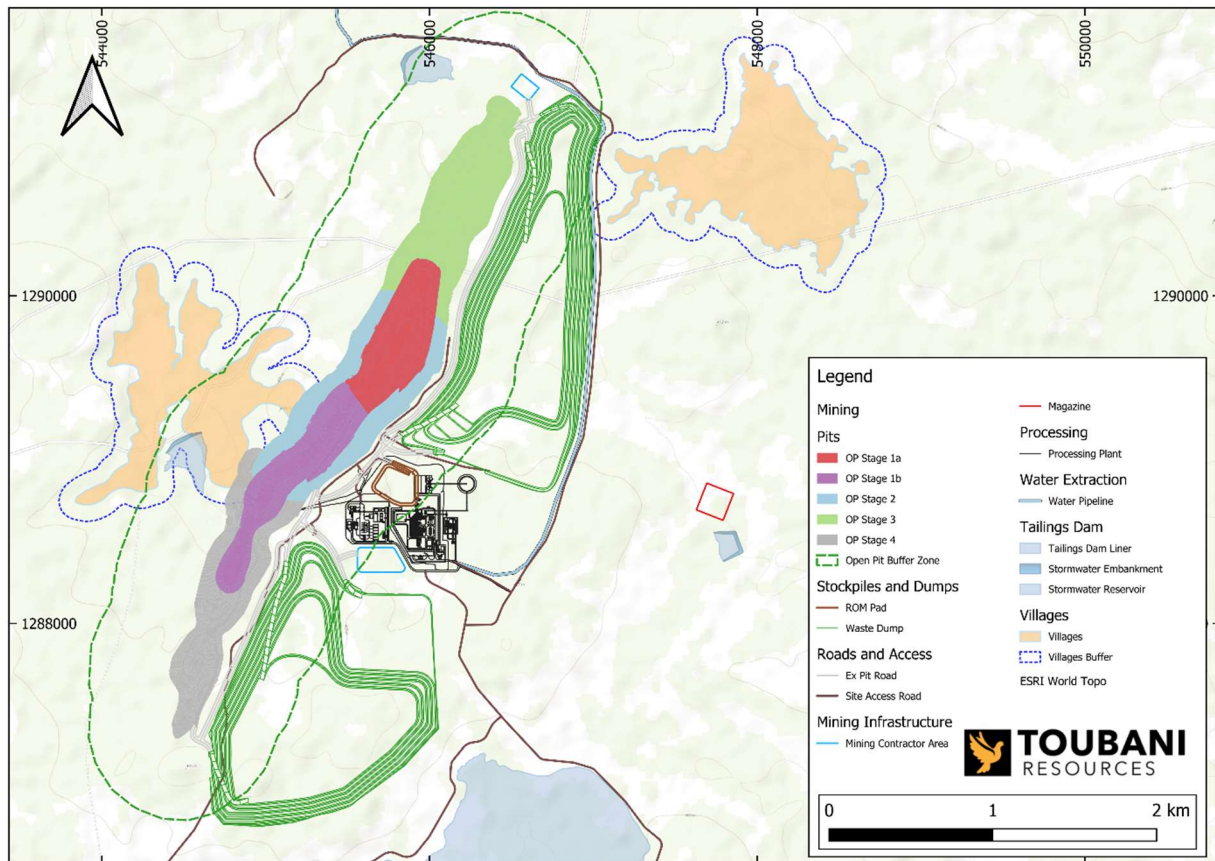 544000
546000
548000
550000
1290000
1290000
1288000
Legend
Mining
Pits
OP Stage 1a
OP Stage 1b
OP Stage 2
OP Stage 3
OP Stage 4
Open Pit Buffer Zone
Stockpiles and Dumps
ROM Pad
Waste Dump
Roads and Access
Ex Pit Road
Site Access Road
Mining Infrastructure
Mining Contractor Area
Magazine
Processing
Processing Plant
Water Extraction
Water Pipeline
Tailings Dam
Tailings Dam Liner
Stormwater Embankment
Stormwater Reservoir
Villages
Villages
Villages Buffer
ESRI World Topo
TOUBANI
RESOURCES
0 1 2 km